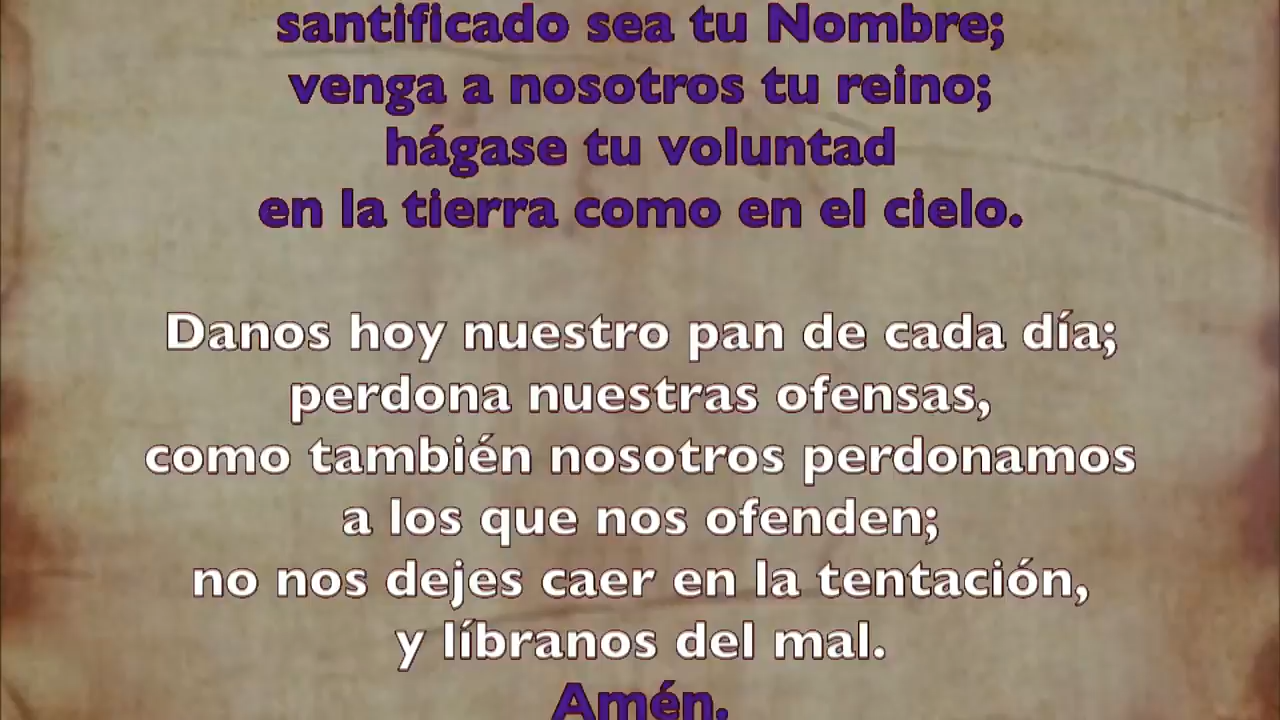 santificado sea tu Nombre;
venga a nosotros tu reino;
hágase tu voluntad
en la tierra como en el cielo.
Danos hoy nuestro pan de cada día;
perdona nuestras ofensas,
como también nosotros perdonamos
a los que nos ofenden;
no nos dejes caer en la tentación,
y líbranos del mal.
Amén.